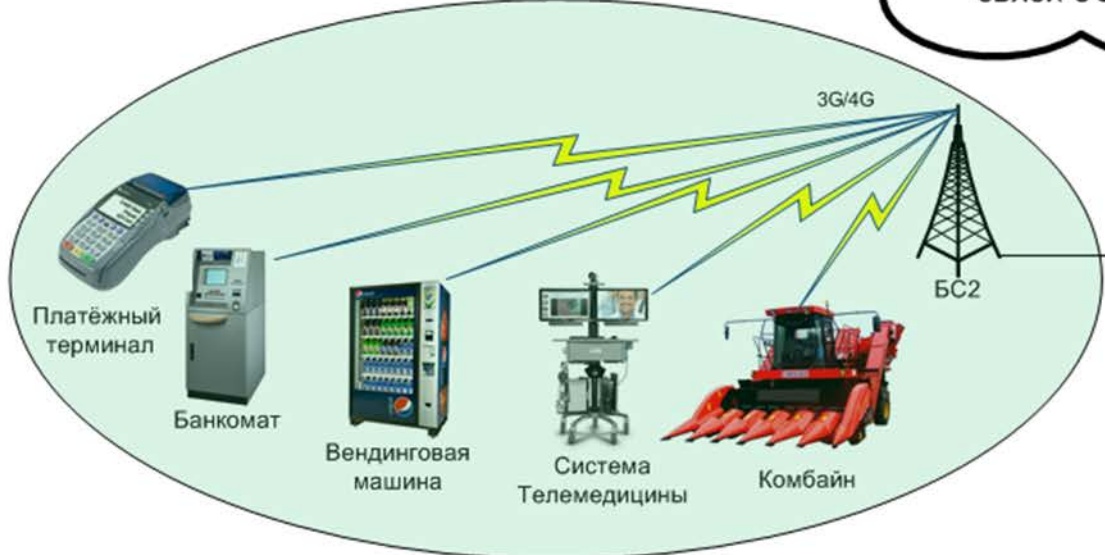 3G/4G
БС2
Платёжный
терминал
Банкомат
Вендинговая
машина
Система
Телемедицины
Комбайн